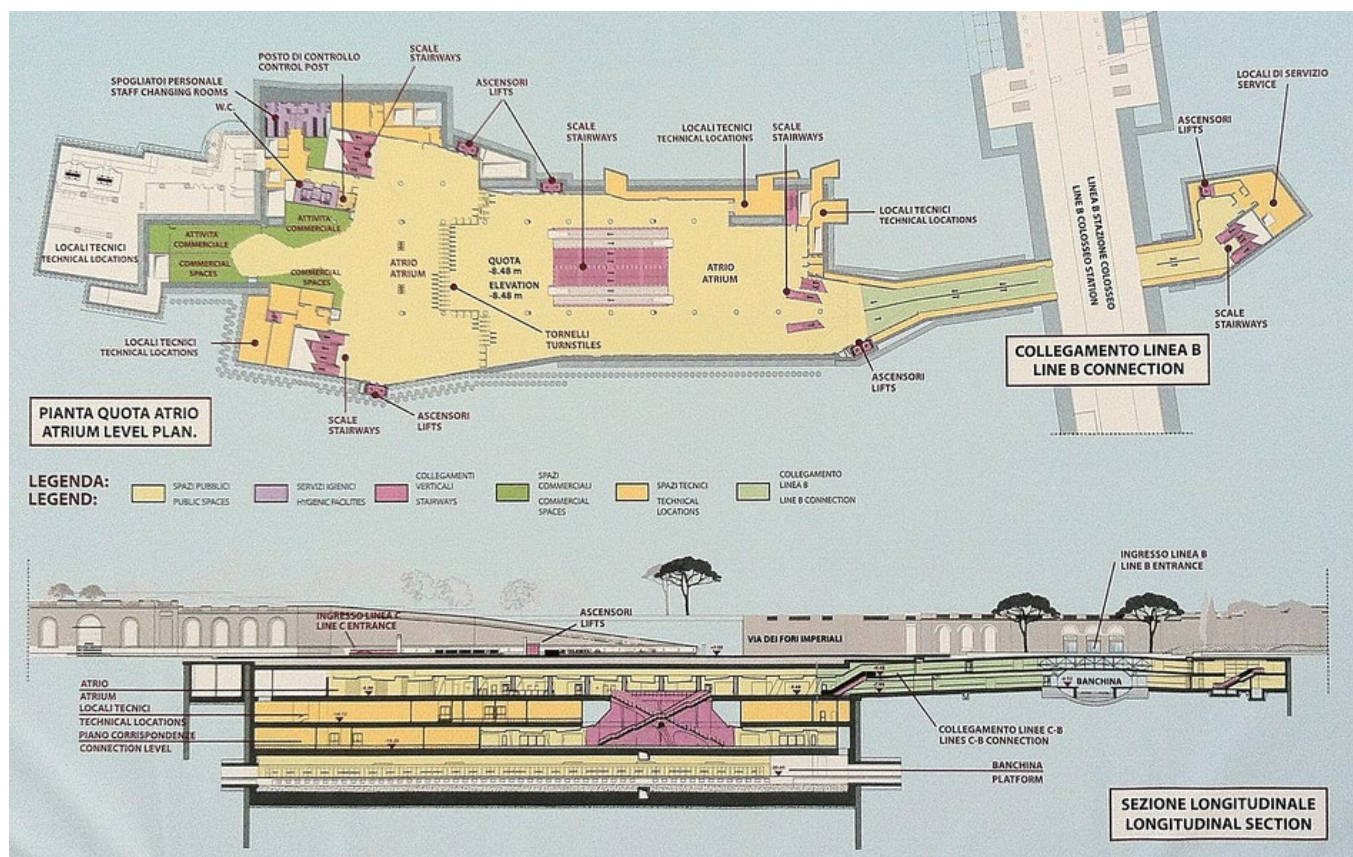 SCALE
STAIRWAYS
POSTO DI CONTROLLO
CONTROL POST
SPOGLIATOI PERSONALE
STAFF CHANGING ROOMS
W.C.
ASCENSORI
LIFTS
SCALE
STAIRWAYS
LOCALI TECNICI
TECHNICAL LOCATIONS
SCALE
STAIRWAYS
ASCENSORI
LIFTS
LOCALI DI SERVIZIO
SERVICE
LINEA B STAZIONE COLOSSEO
LINE B COLOSSEO STATION
LOCALI TECNICI
TECHNICAL LOCATIONS
LOCALI TECNICI
TECHNICAL LOCATIONS
ATTIVITA
COMMERCIALE
ATTIVITA
COMMERCIALE
COMMERCIAL
SPACES
COMMERCIAL
SPACES
ATRIO
ATRIUM
QUOTA
-8.48 m
ELEVATION
-8.48 m
ATRIO
ATRIUM
TORNELLI
TURNSTILES
LOCALI TECNICI
TECHNICAL LOCATIONS
SCALE
STAIRWAYS
ASCENSORI
LIFTS
ASCENSORI
LIFTS
SCALE
STAIRWAYS
COLLEGAMENTO LINEA B
LINE B CONNECTION
PIANTA QUOTA ATRIO
ATRIUM LEVEL PLAN.
LEGENDA:
LEGEND:
SPAZI PUBBLICI
PUBLIC SPACES
SERVIZI IGIENICI
HYGENIC FACILITIES
COLLEGAMENTI
VERTICALI
STAIRWAYS
SPAZI
COMMERCIALI
COMMERCIAL
SPACES
SPAZI TECNICI
TECHNICAL
LOCATIONS
COLLEGAMENTO
LINEA B
LINE B CONNECTION
INGRESSO LINEA B
LINE B ENTRANCE
INGRESSO LINEA C
LINE C ENTRANCE
ASCENSORI
LIFTS
VIA DEI FORI IMPERIALI
ATRIO
ATRIUM
LOCALI TECNICI
TECHNICAL LOCATIONS
PIANO CORRISPONDENZE
CONNECTION LEVEL
BANCHINA
COLLEGAMENTO LINEE C-B
LINES C-B CONNECTION
BANCHINA
PLATFORM
SEZIONE LONGITUDINALE
LONGITUDINAL SECTION